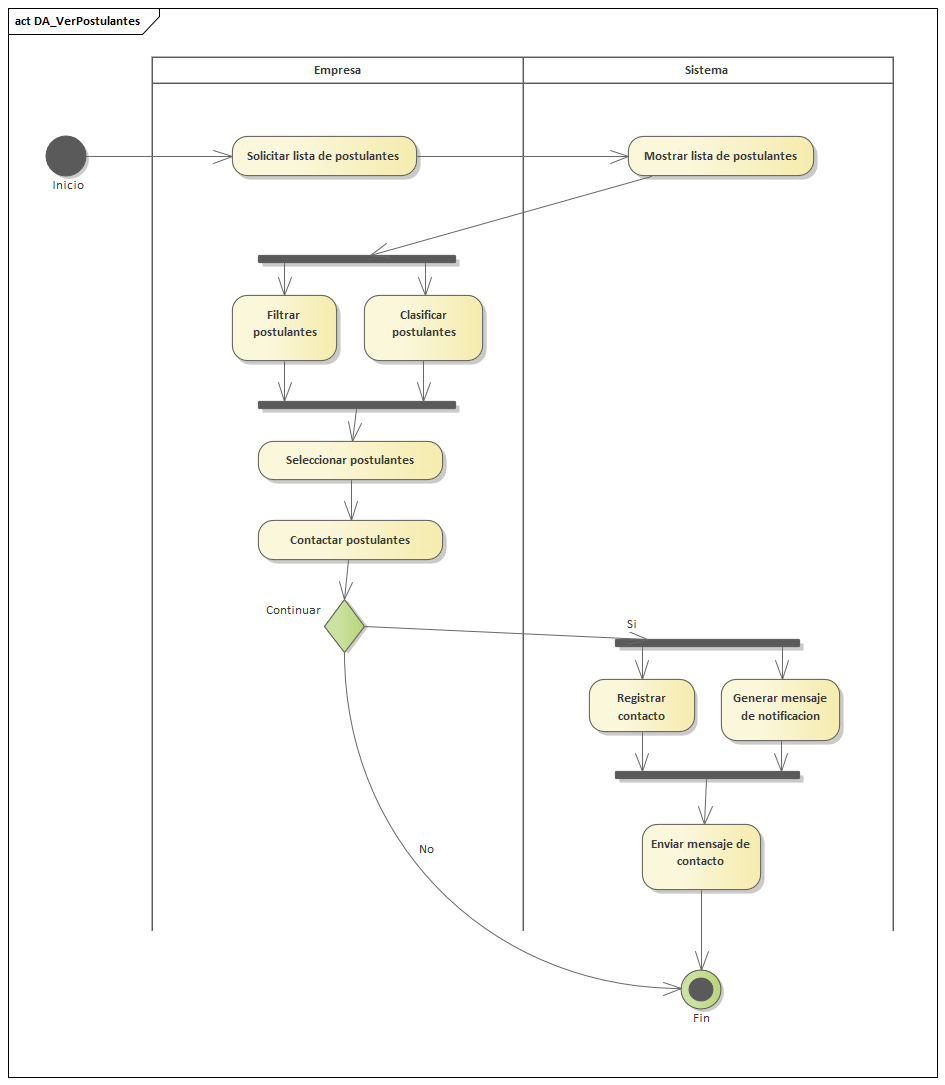 act DA_VerPostulantes
Empresa
Sistema
Solicitar lista de postulantes
Mostrar lista de postulantes
Inicio
Filtrar
postulantes
Clasificar
postulantes
Seleccionar postulantes
Contactar postulantes
Continuar
Si
Registrar
contacto
Generar mensaje
de notificacion
Enviar mensaje de
contacto
No
Fin